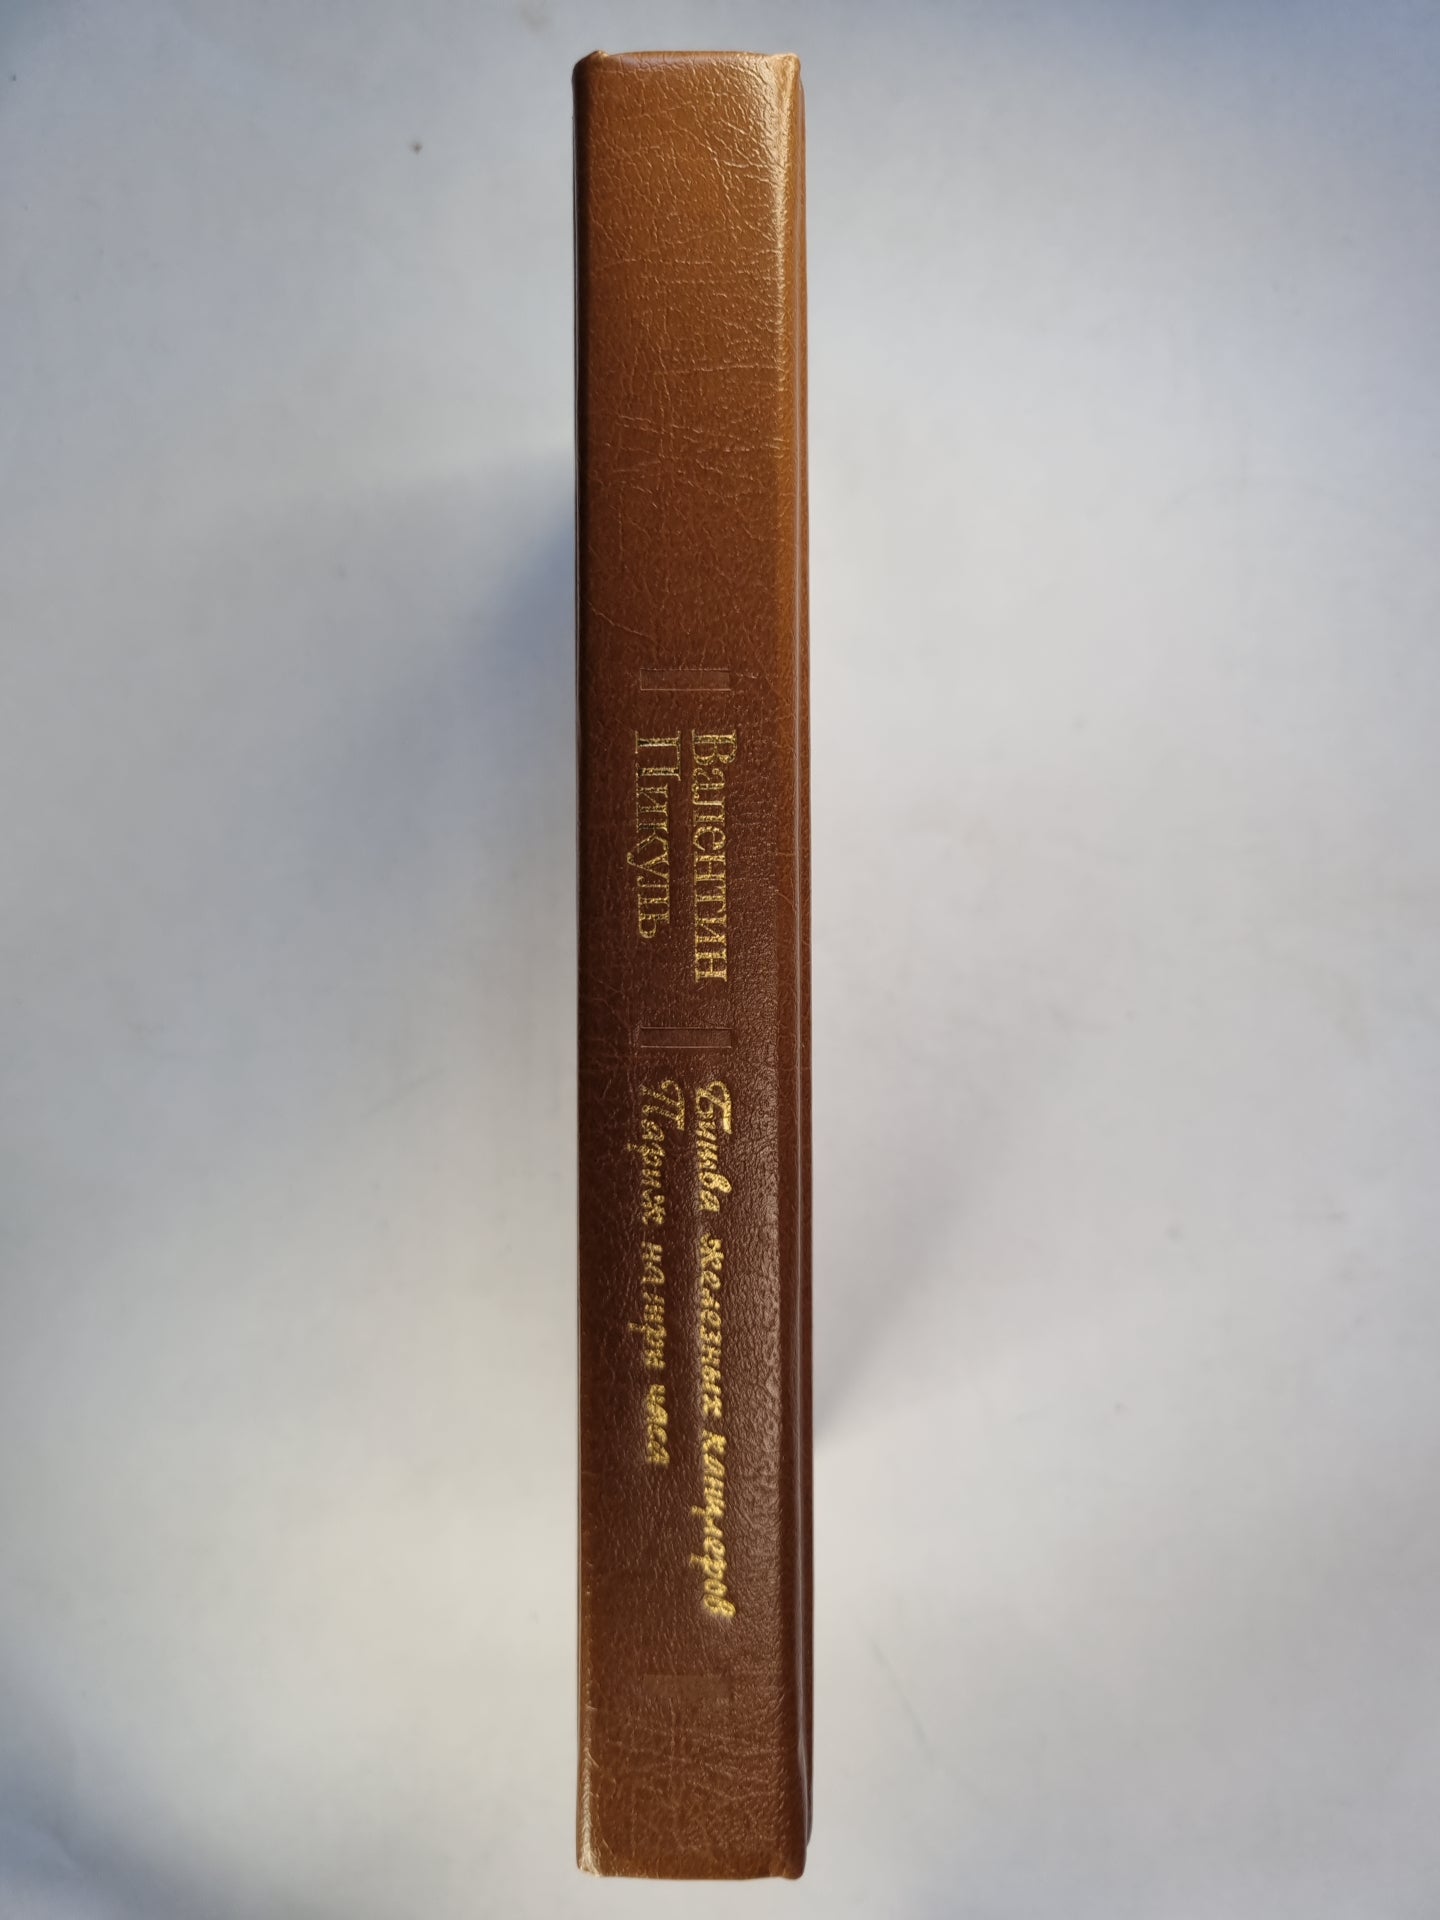 Валентин
Пикуль
Битва железных канцлеров
Париж на три часа